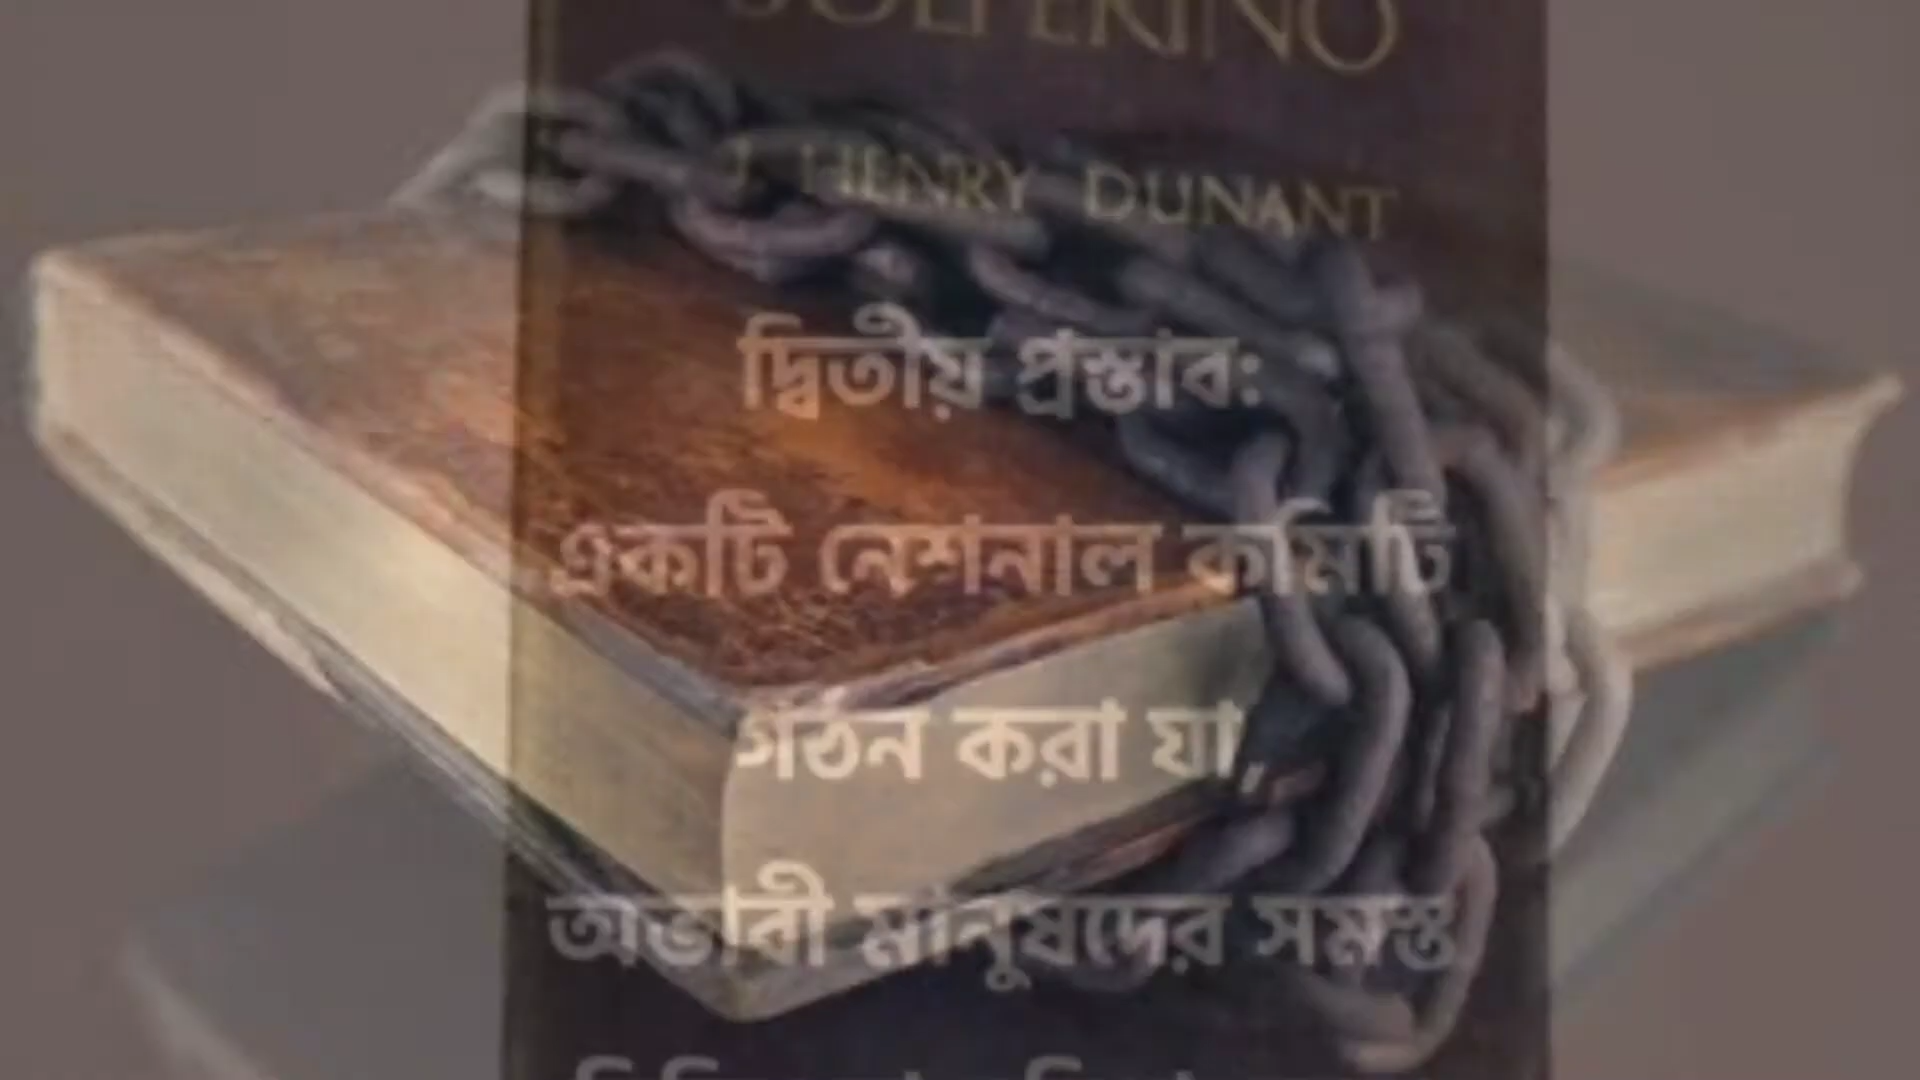 SOLFERINO
J. HENRY DUNANT
দ্বিতীয় প্রস্তাব:
একটি নেশনাল কমিটি
গঠন করা যা,
অভাবী মানুষদের সমস্ত